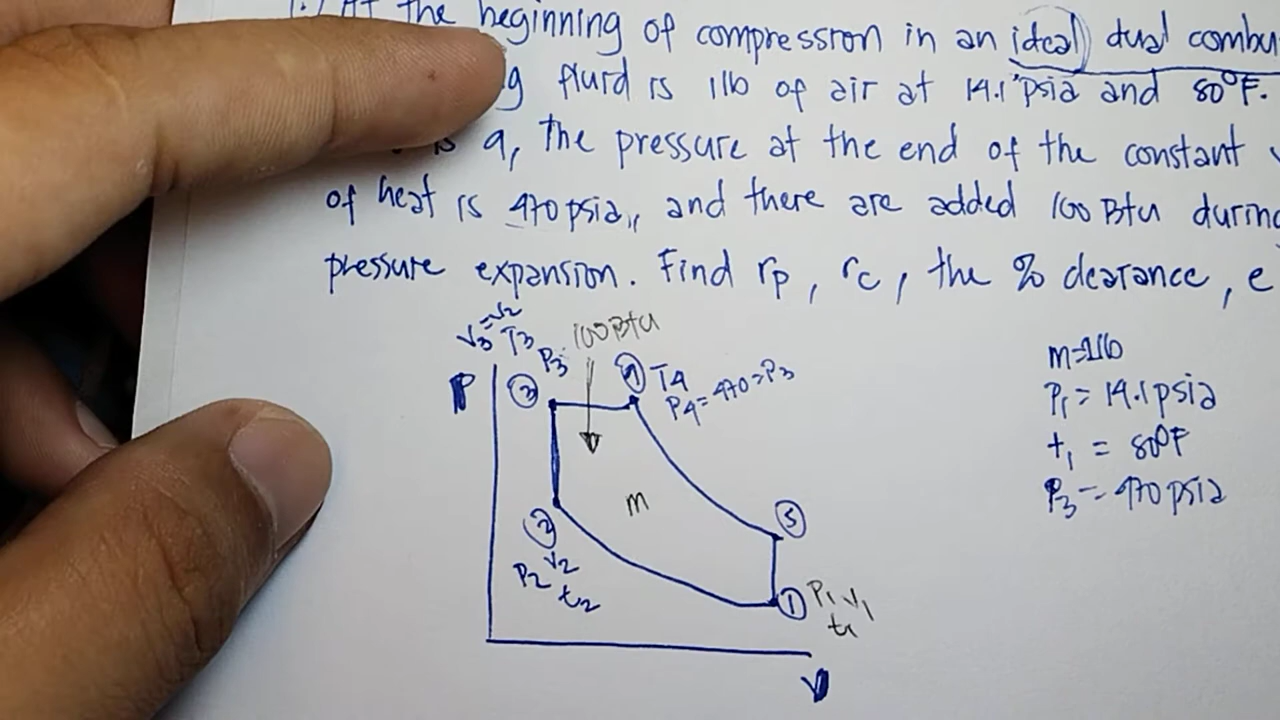 1.) At the beginning of compression in an ideal dual combu
g fluid is 1lb of air at 14.1 psia and 80°F.
is 9, the pressure at the end of the constant v
of heat is 470 psia, and there are added 100 Btu during
pressure expansion. Find rp, rc, the % clearance, e
V3=V2
T3
P3
100 Btu
3
4
T4
P4=470=P3
P
m=1lb
P1 = 14.1 psia
t1 = 80°F
P3 = 470 psia
m
5
2
P2
V2
t2
1
P1
V1
t1
V